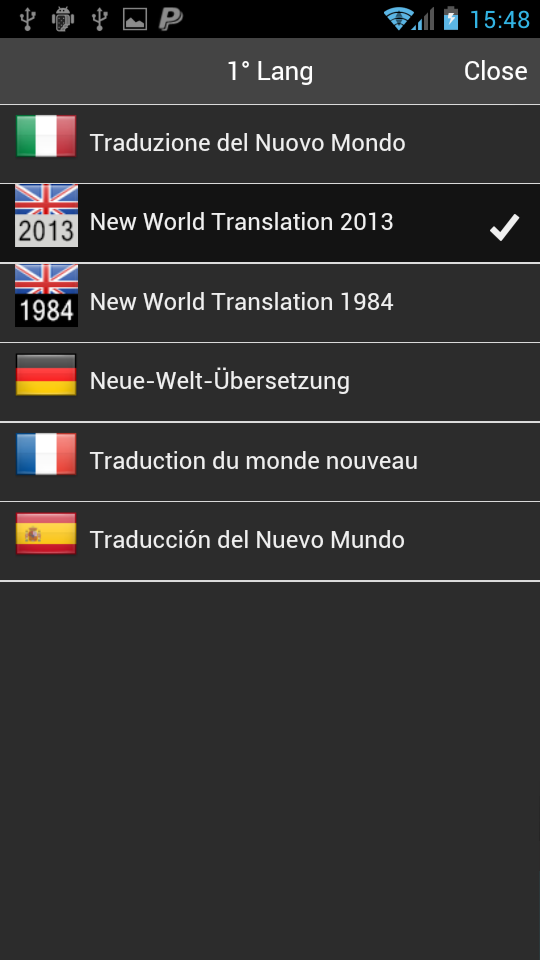 15:48
1° Lang
Close
Traduzione del Nuovo Mondo
2013
New World Translation 2013
1984
New World Translation 1984
Neue-Welt-Übersetzung
Traduction du monde nouveau
Traducción del Nuevo Mundo